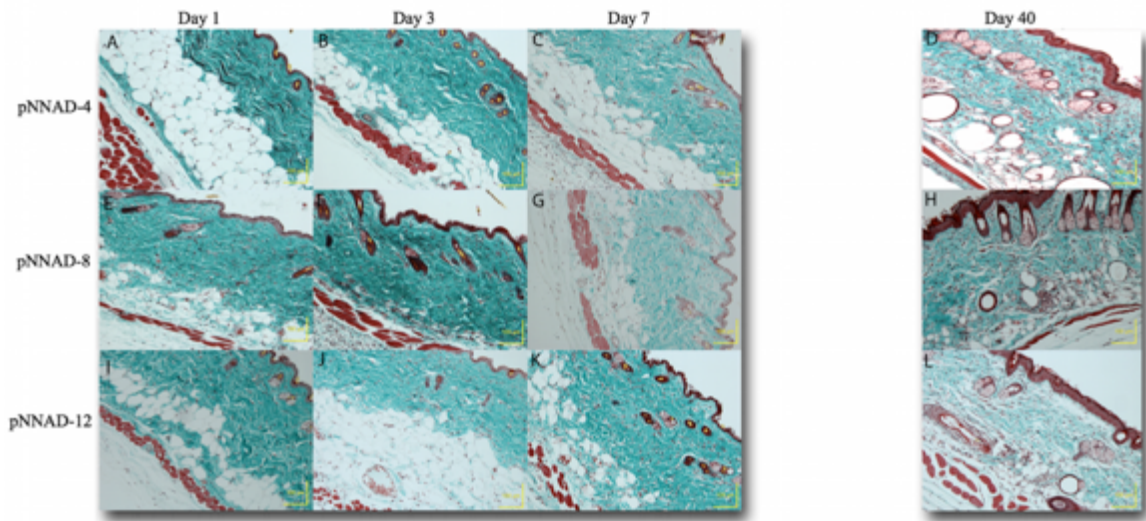 Day 1 Day 3 Day 7 Day 40
A B C D
pNNAD-4
E F G H
pNNAD-8
I J K L
pNNAD-12